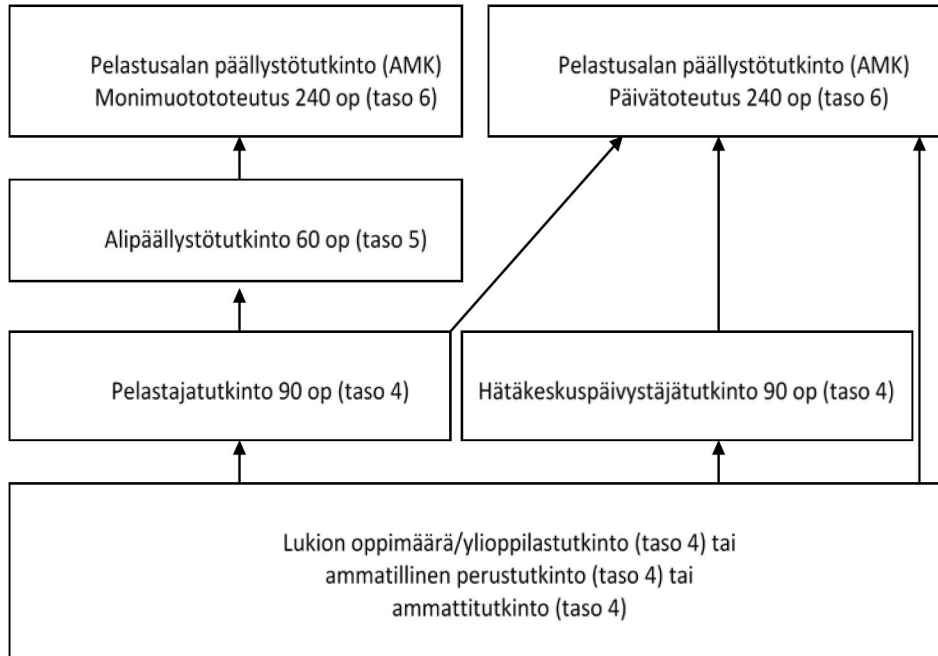 Pelastusalan päällystötutkinto (AMK)
Monimuotototeutus 240 op (taso 6)
Pelastusalan päällystötutkinto (AMK)
Päivätoteutus 240 op (taso 6)
Alipäällystötutkinto 60 op (taso 5)
Pelastajatutkinto 90 op (taso 4)
Hätäkeskuspäivystäjätutkinto 90 op (taso 4)
Lukion oppimäärä/ylioppilastutkinto (taso 4) tai
ammatillinen perustutkinto (taso 4) tai
ammattitutkinto (taso 4)